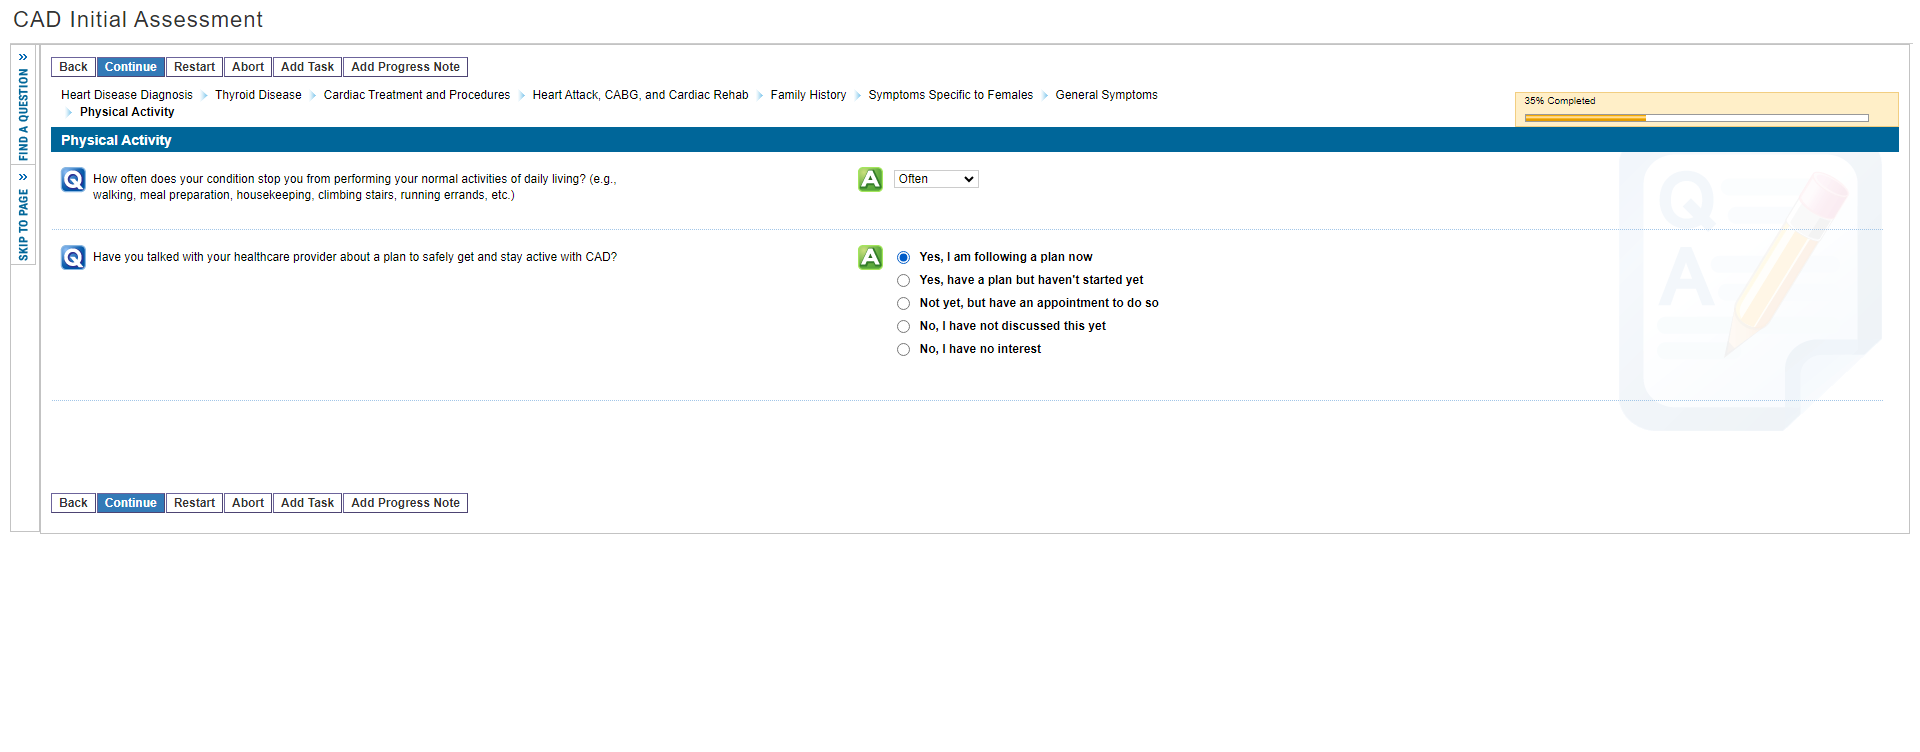 CAD Initial Assessment
FIND A QUESTION »
SKIP TO PAGE »
Back Continue Restart Abort Add Task Add Progress Note
Heart Disease Diagnosis Thyroid Disease Cardiac Treatment and Procedures Heart Attack, CABG, and Cardiac Rehab Family History Symptoms Specific to Females General Symptoms
Physical Activity
35% Completed
Physical Activity
Q How often does your condition stop you from performing your normal activities of daily living? (e.g.,
walking, meal preparation, housekeeping, climbing stairs, running errands, etc.)
A Often
Q Have you talked with your healthcare provider about a plan to safely get and stay active with CAD?
A Yes, I am following a plan now
Yes, have a plan but haven't started yet
Not yet, but have an appointment to do so
No, I have not discussed this yet
No, I have no interest
Q
A
Back Continue Restart Abort Add Task Add Progress Note